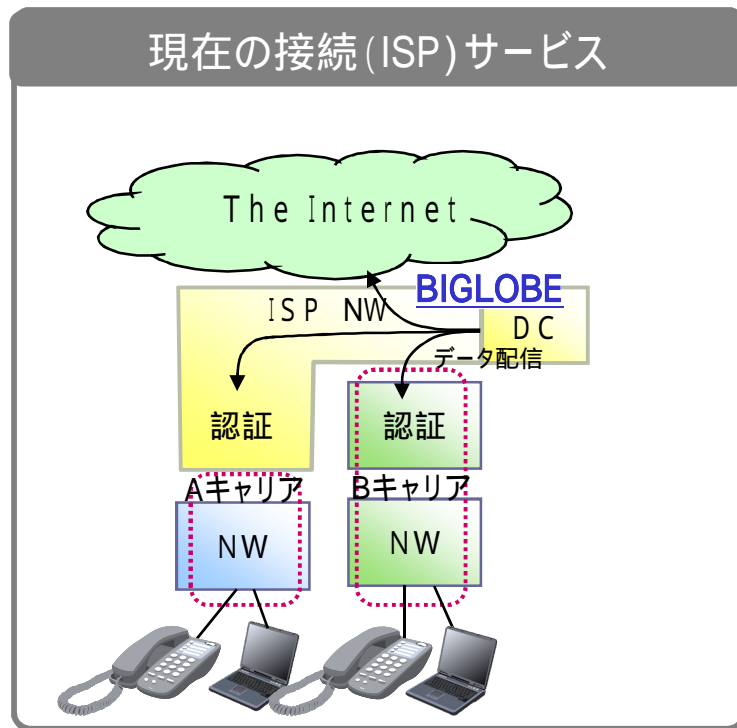 現在の接続(ISP)サービス
The Internet
BIGLOBE
ISP NW
DC
データ配信
認証
認証
Aキャリア
Bキャリア
NW
NW